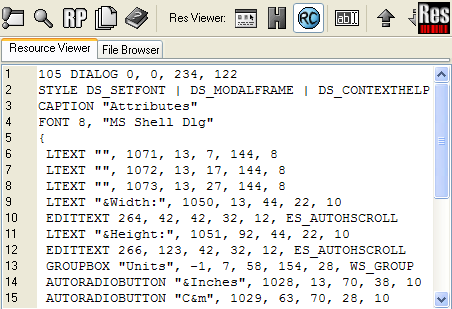 RP Res Viewer: H RC ab Res
Resource Viewer File Browser
1 105 DIALOG 0, 0, 234, 122
2 STYLE DS_SETFONT | DS_MODALFRAME | DS_CONTEXTHELP
3 CAPTION "Attributes"
4 FONT 8, "MS Shell Dlg"
5 {
6 LTEXT "", 1071, 13, 7, 144, 8
7 LTEXT "", 1072, 13, 17, 144, 8
8 LTEXT "", 1073, 13, 27, 144, 8
9 LTEXT "&Width:", 1050, 13, 44, 22, 10
10 EDITTEXT 264, 42, 42, 32, 12, ES_AUTOHSCROLL
11 LTEXT "&Height:", 1051, 92, 44, 22, 10
12 EDITTEXT 266, 123, 42, 32, 12, ES_AUTOHSCROLL
13 GROUPBOX "Units", -1, 7, 58, 154, 28, WS_GROUP
14 AUTORADIOBUTTON "&Inches", 1028, 13, 70, 38, 10
15 AUTORADIOBUTTON "C&m", 1029, 63, 70, 28, 10